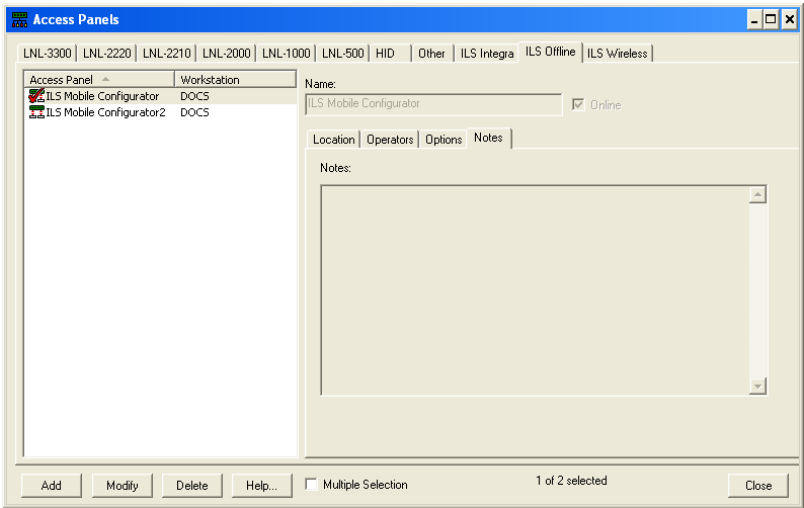 Access Panels
LNL-3300 LNL-2220 LNL-2210 LNL-2000 LNL-1000 LNL-500 HID Other ILS Integra ILS Offline ILS Wireless
Access Panel Workstation
ILS Mobile Configurator DOCS
ILS Mobile Configurator2 DOCS
Name:
ILS Mobile Configurator Online
Location Operators Options Notes
Notes:
Add Modify Delete Help... Multiple Selection 1 of 2 selected Close